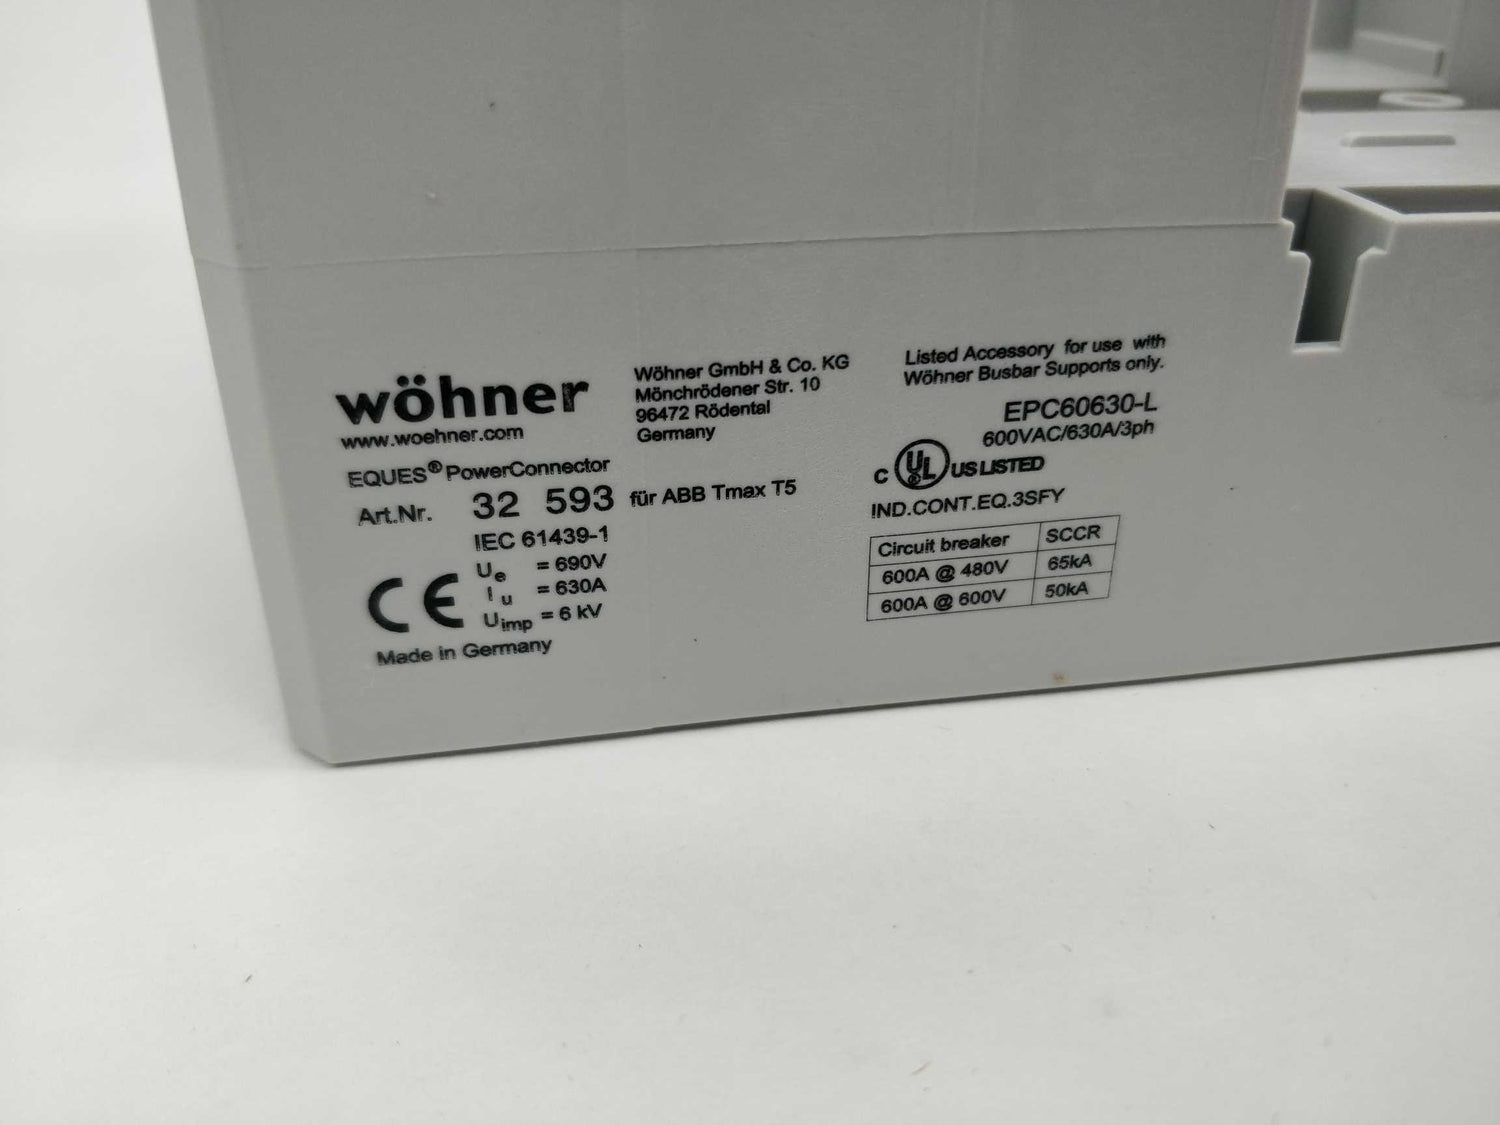 wöhner
www.woehner.com
Wöhner GmbH & Co. KG
Mönchrödener Str. 10
96472 Rödental
Germany
EQUES® PowerConnector
Art.Nr. 32 593 für ABB Tmax T5
IEC 61439-1
CE
Ue = 690V
Iu = 630A
Uimp = 6 kV
Made in Germany
Listed Accessory for use with
Wöhner Busbar Supports only.
EPC60630-L
600VAC/630A/3ph
c UL ® US LISTED
IND.CONT.EQ.3SFY
Circuit breaker SCCR
600A @ 480V 65kA
600A @ 600V 50kA